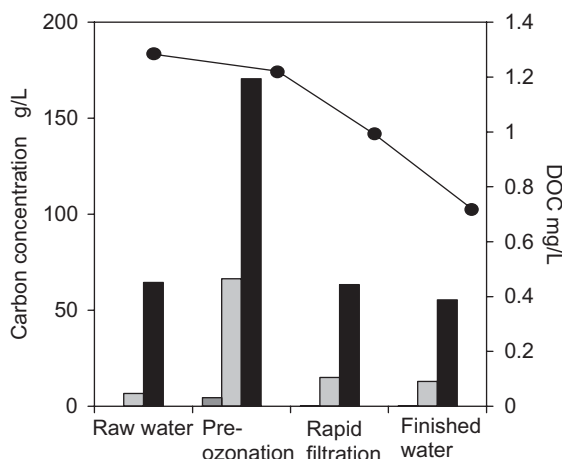 200
150
100
50
0
Carbon concentration g/L
1.4
1.2
1
0.8
0.6
0.4
0.2
0
DOC mg/L
Raw water
Pre-
ozonation
Rapid
filtration
Finished
water